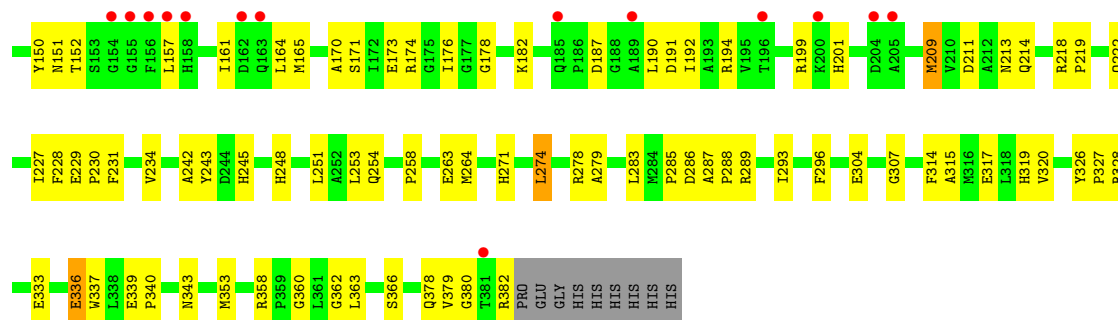 Y150 N151 T152 S153 G154 G155 F156 L157 H158 I161 D162 Q163 L164 M165 A170 S171 I172 E173 R174 G175 I176 G177 G178 K182 Q185 P186 D187 G188 A189 L190 D191 I192 A193 R194 V195 T196 R199 K200 H201 D204 A205 M209 V210 D211 A212 N213 Q214 R218 P219
I227 F228 E229 P230 F231 V234 A242 Y243 D244 H245 H248 L251 A252 L253 Q254 P258 E263 M264 H271 L274 R278 A279 L283 M284 P285 D286 A287 P288 R289 I293 F296 E304 G307 F314 A315 M316 E317 L318 H319 V320 Y326 P327
E333 E336 W337 L338 E339 P340 N343 M353 R358 P359 G360 L361 G362 L363 S366 Q378 V379 G380 T381 R382 PRO GLU GLY HIS HIS HIS HIS HIS HIS